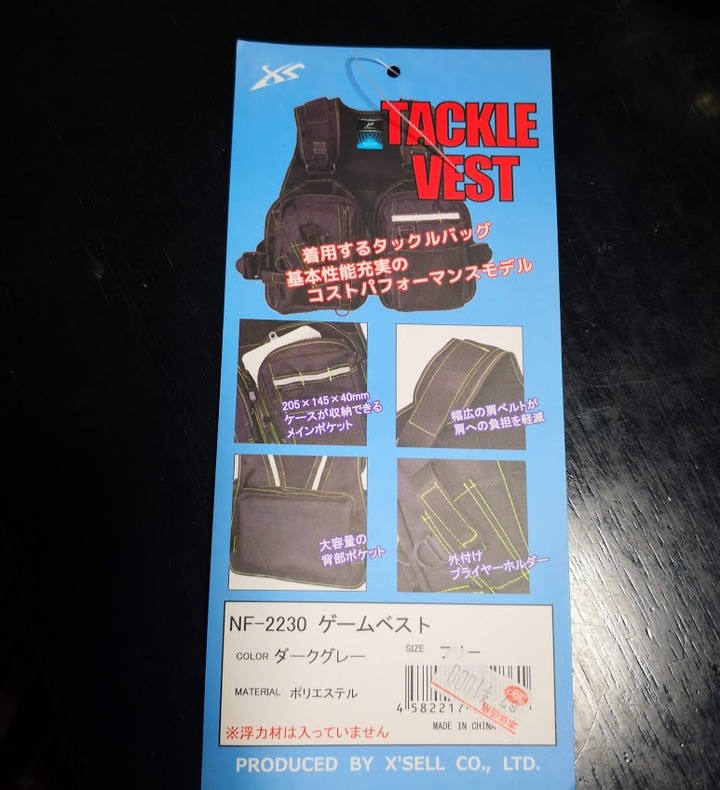 XS
TACKLE
VEST
着用するタックルバッグ
基本性能充実の
コストパフォーマンスモデル
205×145×40mm
ケースが収納できる
メインポケット
幅広の肩ベルトが
肩への負担を軽減
大容量の
背部ポケット
外付け
プライヤーホルダー
NF-2230 ゲームベスト
COLOR ダークグレー
SIZE フリー
MATERIAL ポリエステル
4 582217
MADE IN CHINA
※浮力材は入っていません
PRODUCED BY X'SELL CO., LTD.